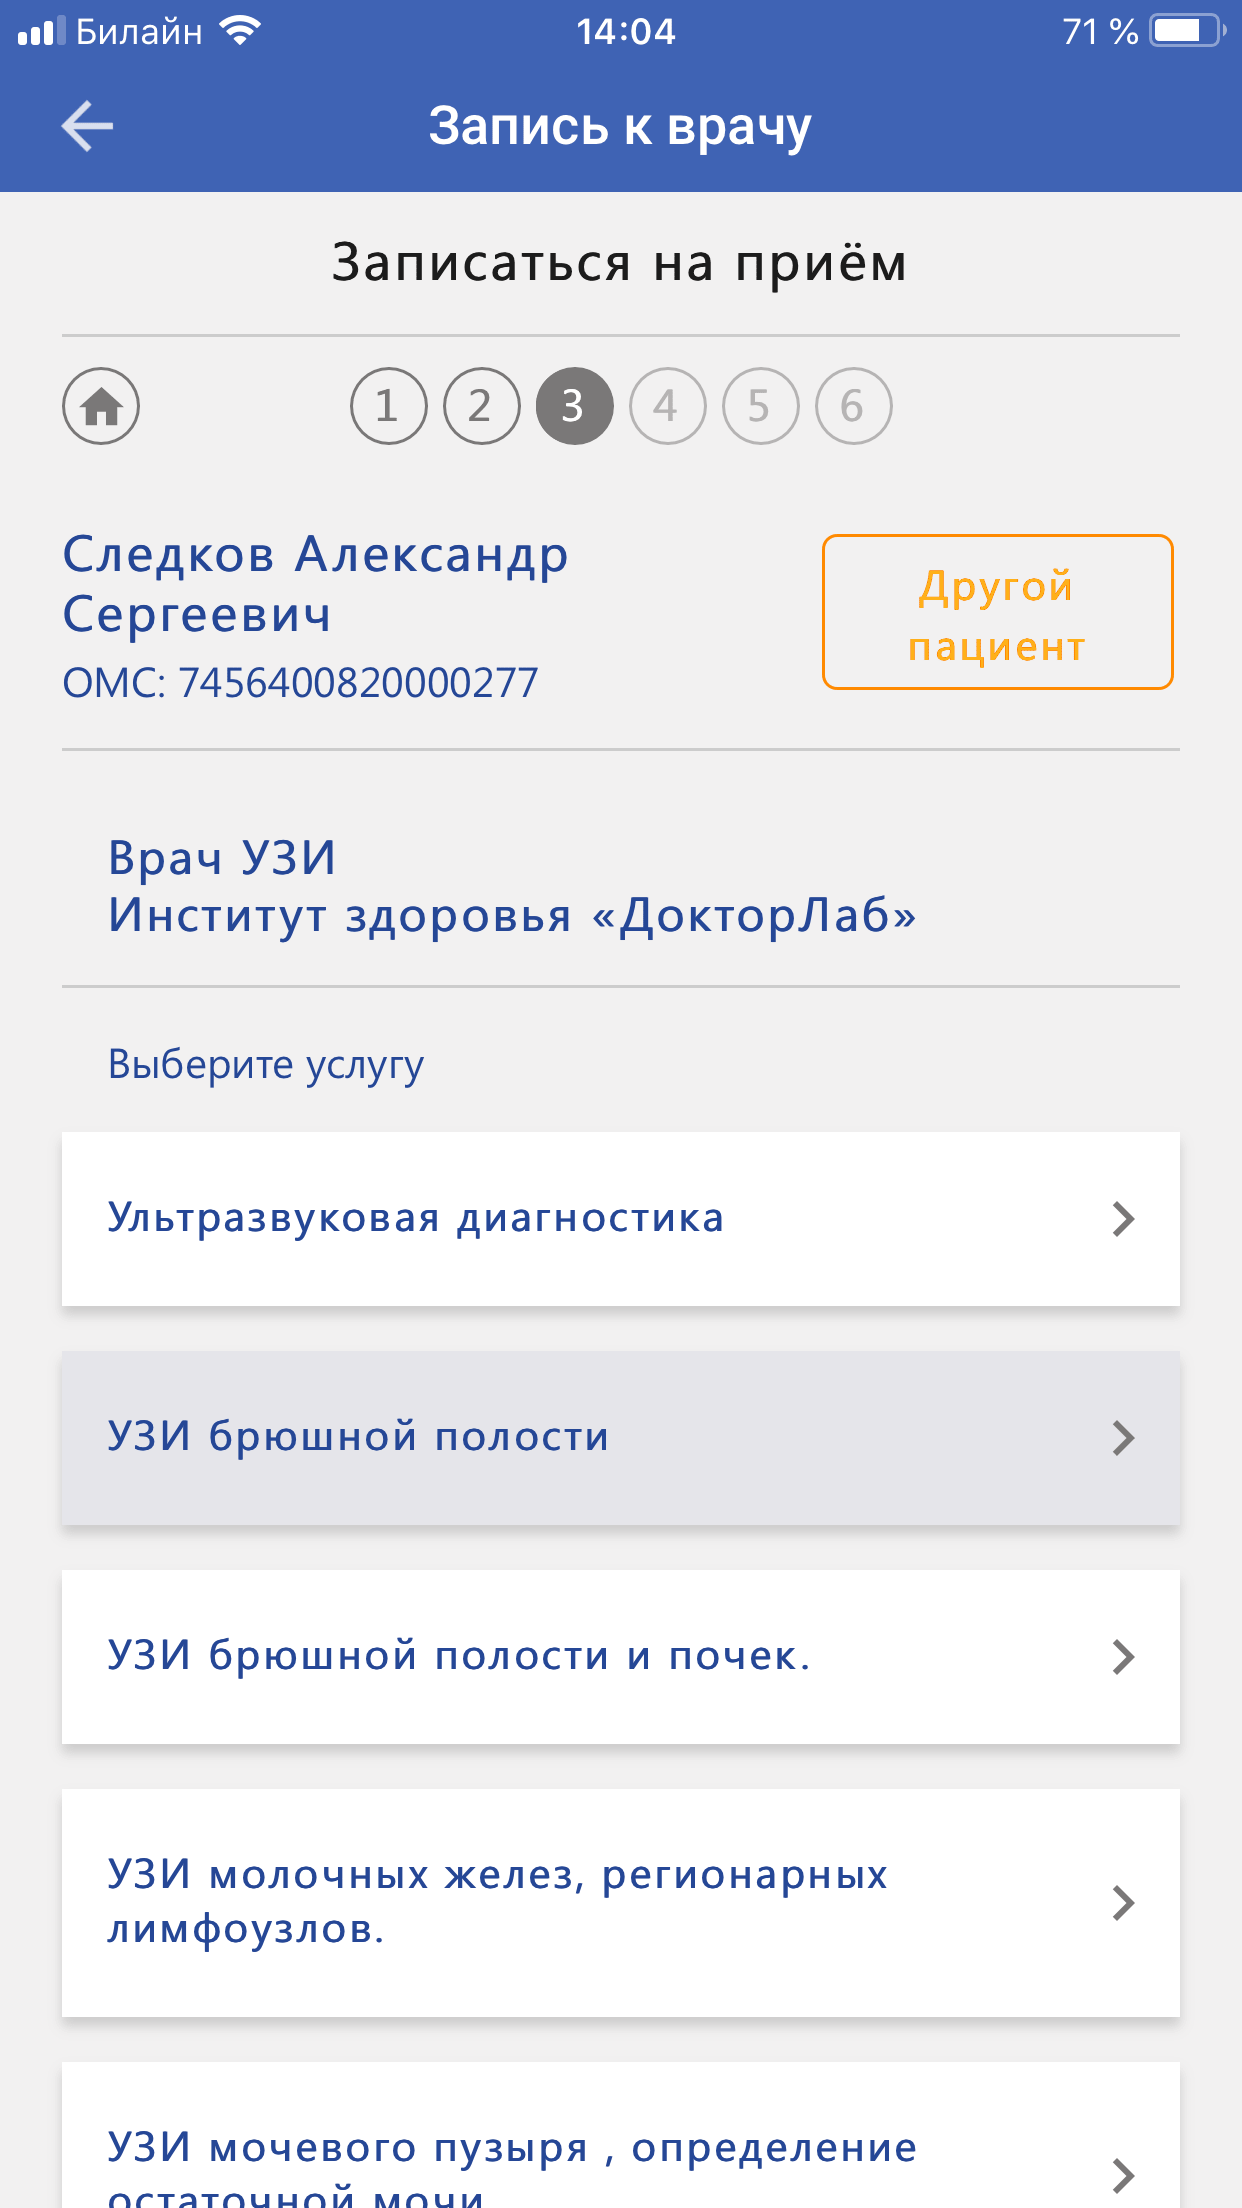 Билайн 14:04 71 %
Запись к врачу
Записаться на приём
1 2 3 4 5 6
Следков Александр
Сергеевич
ОМС: 7456400820000277
Другой
пациент
Врач УЗИ
Институт здоровья «ДокторЛаб»
Выберите услугу
Ультразвуковая диагностика
УЗИ брюшной полости
УЗИ брюшной полости и почек.
УЗИ молочных желез, регионарных
лимфоузлов.
УЗИ мочевого пузыря , определение
остаточной мочи